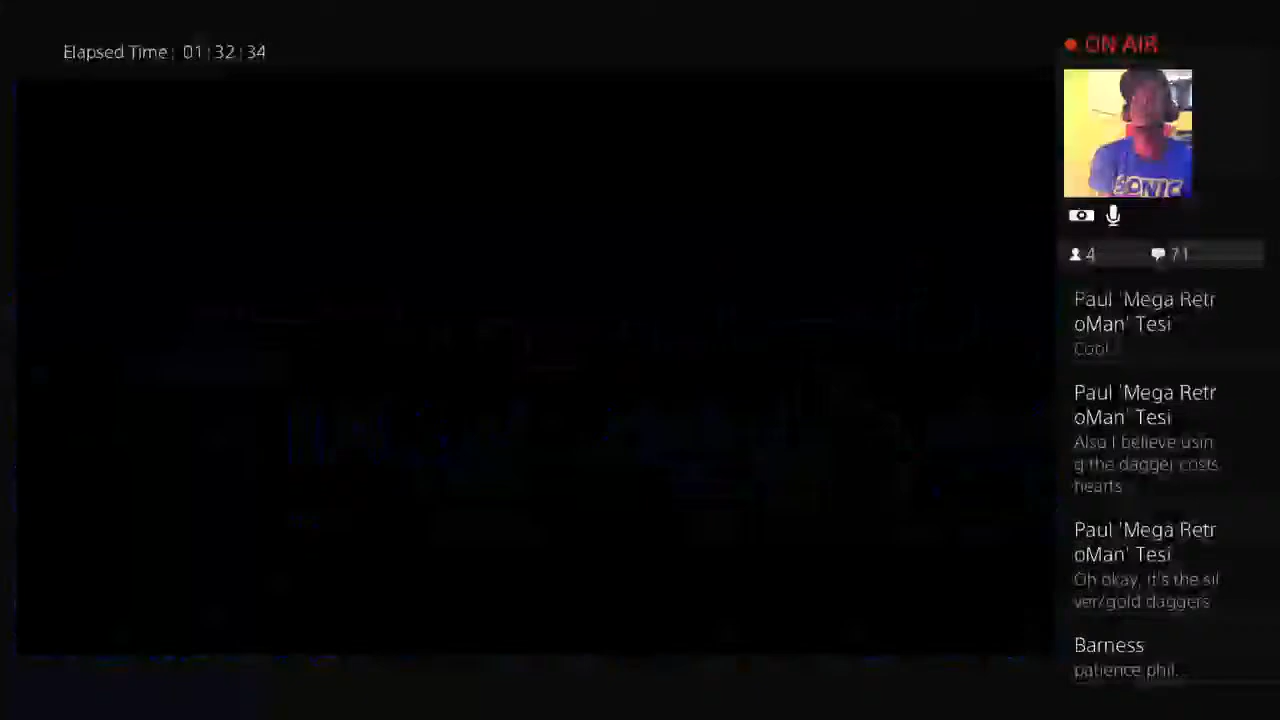 Elapsed Time: 01:32:34
ON AIR
SONIC
4 71
Paul 'Mega Retr
oMan' Tesi
Cool
Paul 'Mega Retr
oMan' Tesi
Also I believe usin
g the dagger costs
hearts
Paul 'Mega Retr
oMan' Tesi
Oh okay, it's the sil
ver/gold daggers
Barness
patience phil..